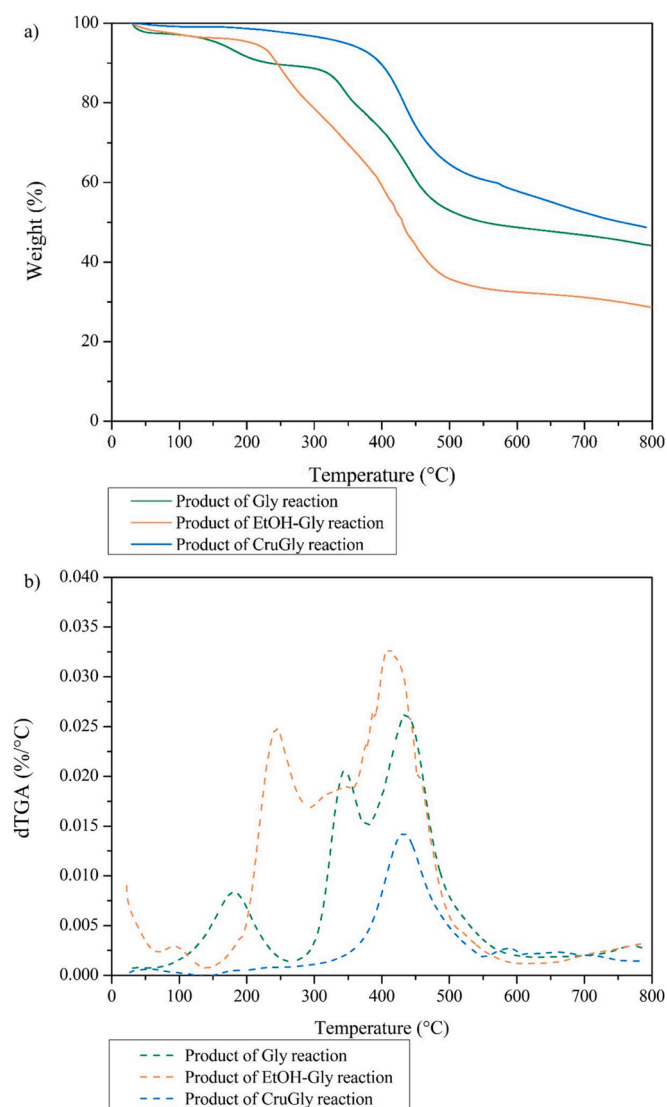 a)
100
80
60
40
20
0
Weight (%)
0 100 200 300 400 500 600 700 800
Temperature (°C)
Product of Gly reaction
Product of EtOH-Gly reaction
Product of CruGly reaction
b)
0.040
0.035
0.030
0.025
0.020
0.015
0.010
0.005
0.000
dTGA (%/°C)
0 100 200 300 400 500 600 700 800
Temperature (°C)
Product of Gly reaction
Product of EtOH-Gly reaction
Product of CruGly reaction